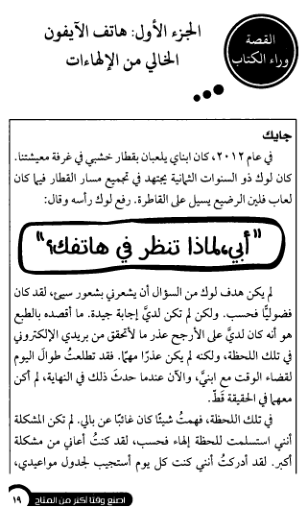 القصة
وراء الكتاب
الجزء الأول: هاتف الآيفون
الخالي من الإلهاءات
جايك
في عام ٢٠١٢، كان ابناي يلعبان بقطار خشبي في غرفة معيشتنا.
كان لوك ذو السنوات الثمانية يجتهد في تجميع مسار القطار فيما كان
لعاب فلين الرضيع يسيل على القاطرة. رفع لوك رأسه وقال:
"أبي، لماذا تنظر في هاتفك؟"
لم يكن هدف لوك من السؤال أن يشعرني بشعور سيئ، لقد كان
فضوليًّا فحسب. ولكن لم تكن لديَّ إجابة جيدة. ما اقصده بالطبع
هو أنه كان لديَّ على الأرجح عذر ما لأتحقق من بريدي الإلكتروني
في تلك اللحظة، ولكنه لم يكن عذرًا مهمًّا. فقد تطلعتُ طوال اليوم
لقضاء الوقت مع ابنيَّ، والآن عندما حدثَ ذلك في النهاية، لم أكن
معهما في الحقيقة قطّ.
في تلك اللحظة، فهمتُ شيئًا كان غائبًا عن بالي. لم تكن المشكلة
أنني استسلمت للحظة إلهاء فحسب، لقد كنتُ أعاني من مشكلة
أكبر. لقد أدركتُ أنني كنت كل يوم أستجيب لجدول مواعيدي،
اصنع وقتا أكثر من المتاح
١٩